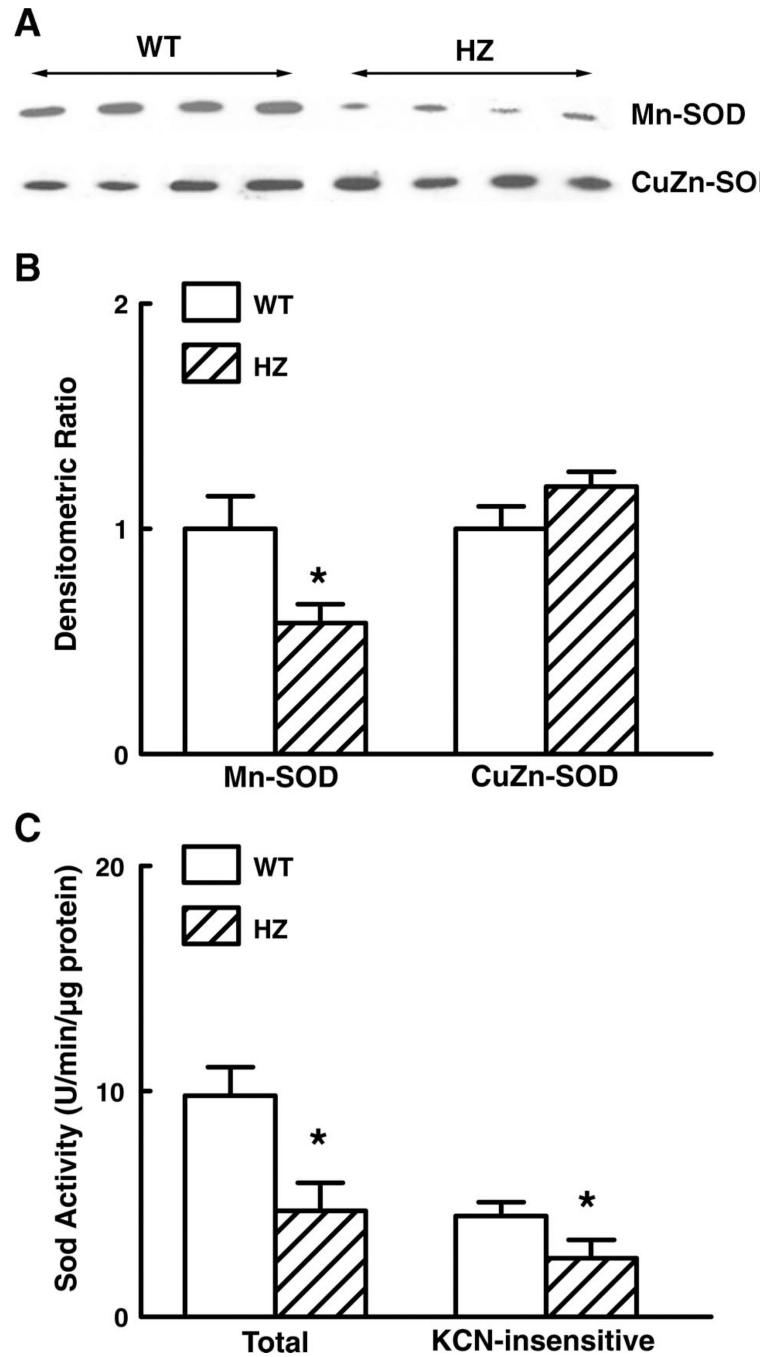 A
WT HZ
Mn-SOD
CuZn-SO
B
2
1
0
Densitometric Ratio
WT
HZ
*
Mn-SOD CuZn-SOD
C
20
10
0
Sod Activity (U/min/µg protein)
WT
HZ
* *
Total KCN-insensitive